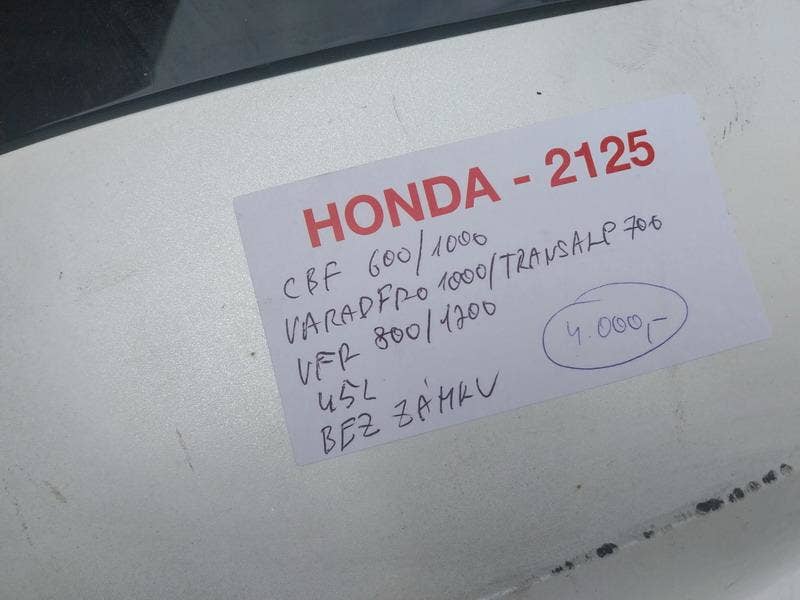 HONDA - 2125
CBF 600/1000
VARADERO 1000/TRANSALP 700
VFR 800/1200
45L
BEZ ZÁMKU
4.000,-